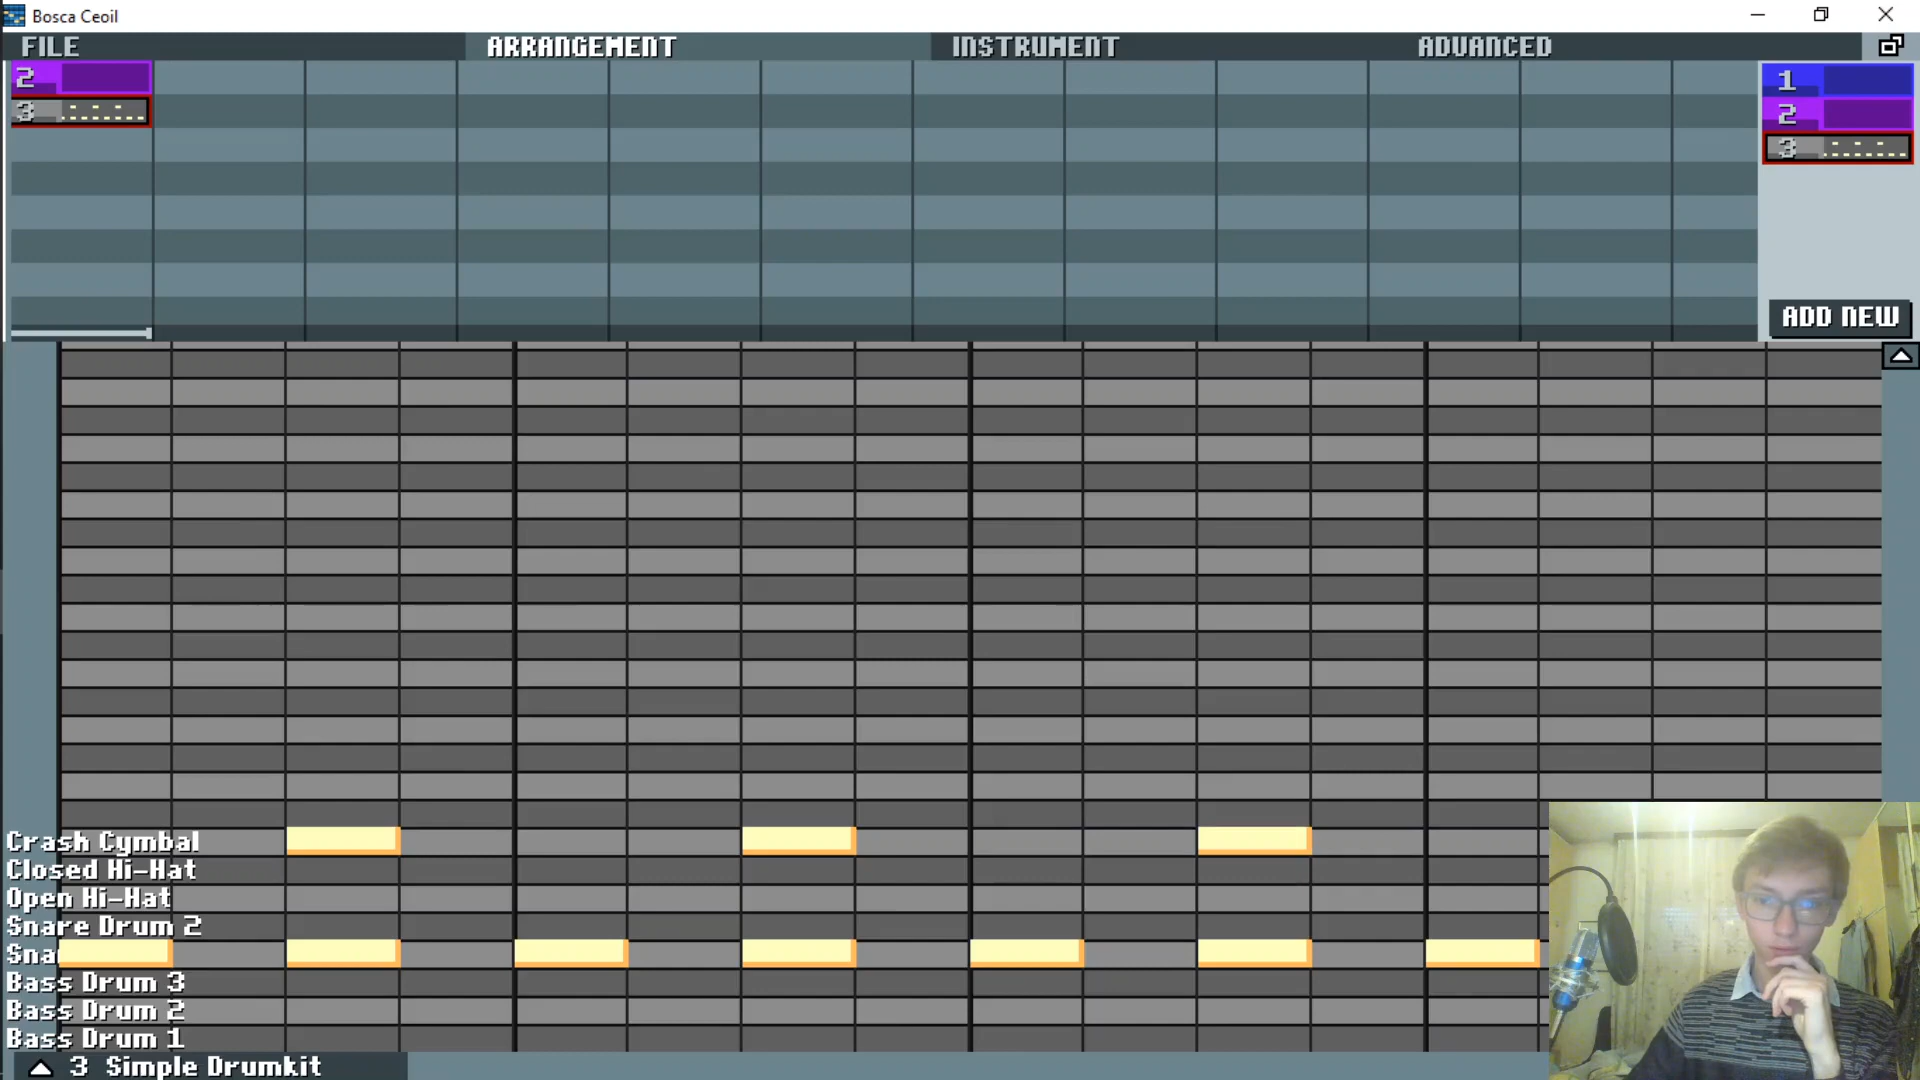 Bosca Ceoil
FILE ARRANGEMENT INSTRUMENT ADVANCED
2
3
1
2
3
ADD NEW
Crash Cymbal
Closed Hi-Hat
Open Hi-Hat
Snare Drum 2
Sna
Bass Drum 3
Bass Drum 2
Bass Drum 1
3 Simple Drumkit